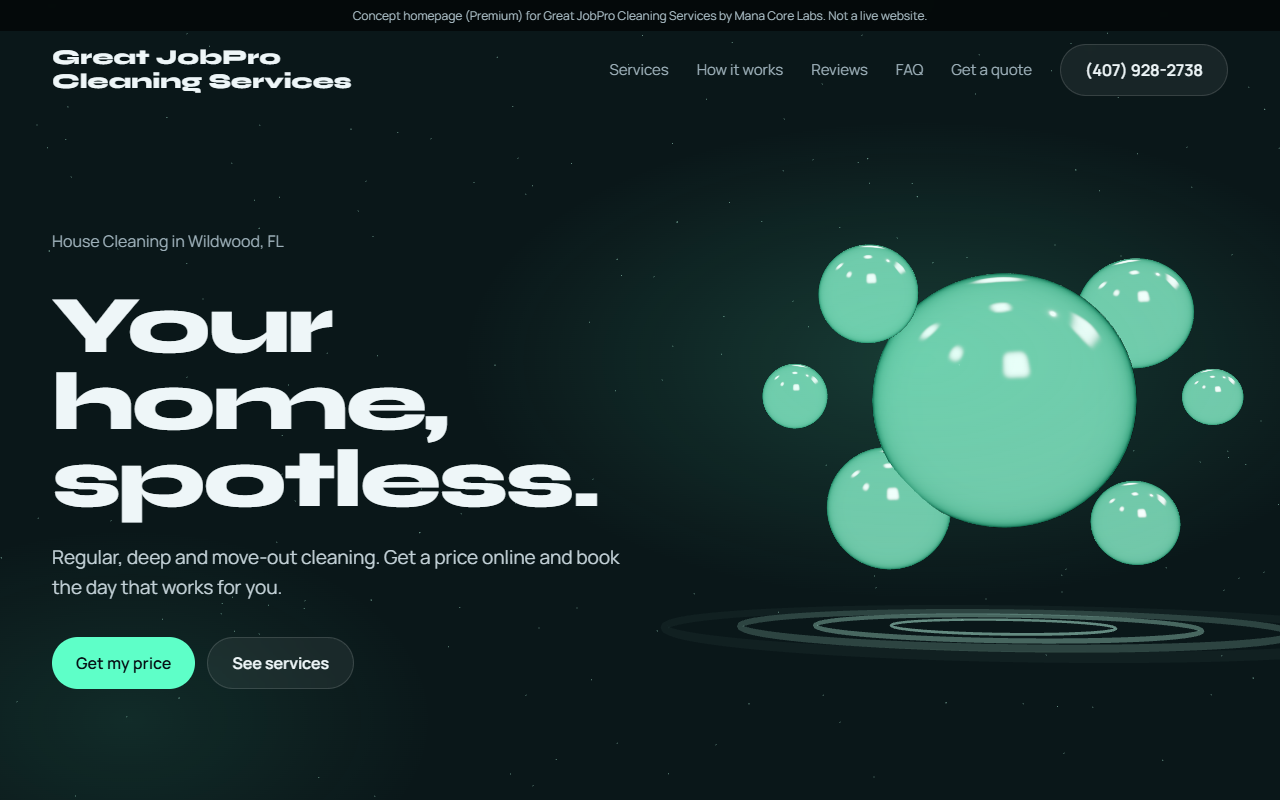 Concept homepage (Premium) for Great JobPro Cleaning Services by Mana Core Labs. Not a live website.
Great JobPro
Cleaning Services
Services
How it works
Reviews
FAQ
Get a quote
(407) 928-2738
House Cleaning in Wildwood, FL
Your
home,
spotless.
Regular, deep and move-out cleaning. Get a price online and book
the day that works for you.
Get my price
See services